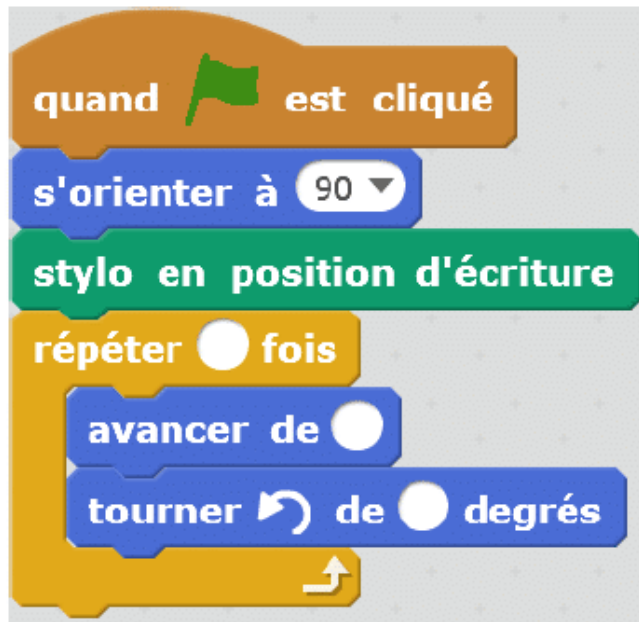 quand est cliqué
s'orienter à 90
stylo en position d'écriture
répéter fois
avancer de
tourner de degrés